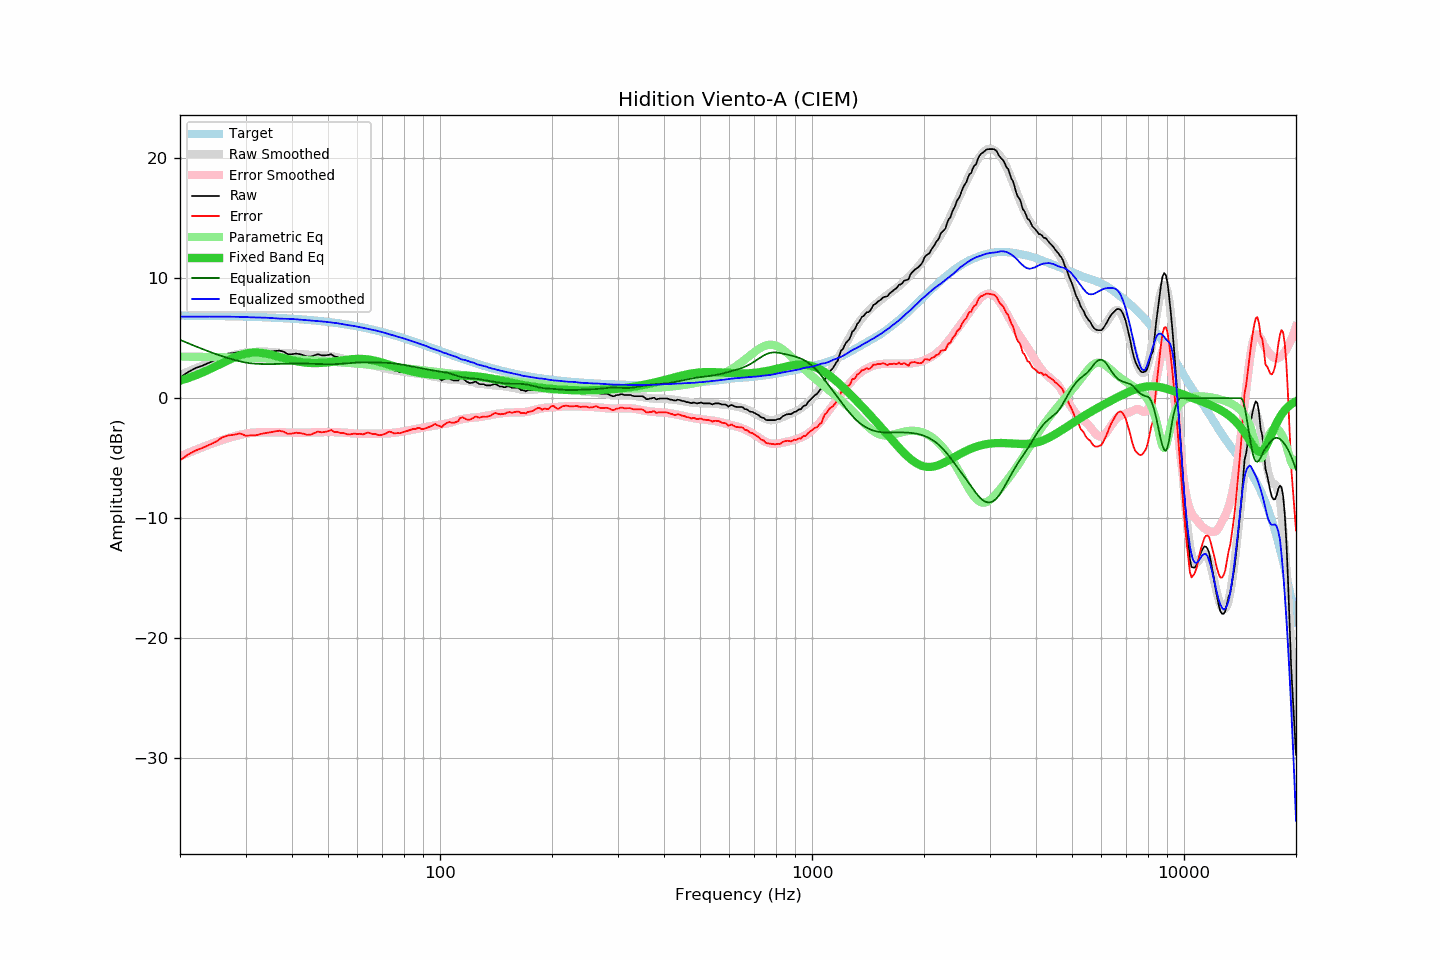 Hidition Viento-A (CIEM)
Target
Raw Smoothed
Error Smoothed
Raw
Error
Parametric Eq
Fixed Band Eq
Equalization
Equalized smoothed
20
10
0
−10
−20
−30
Amplitude (dBr)
100
1000
10000
Frequency (Hz)